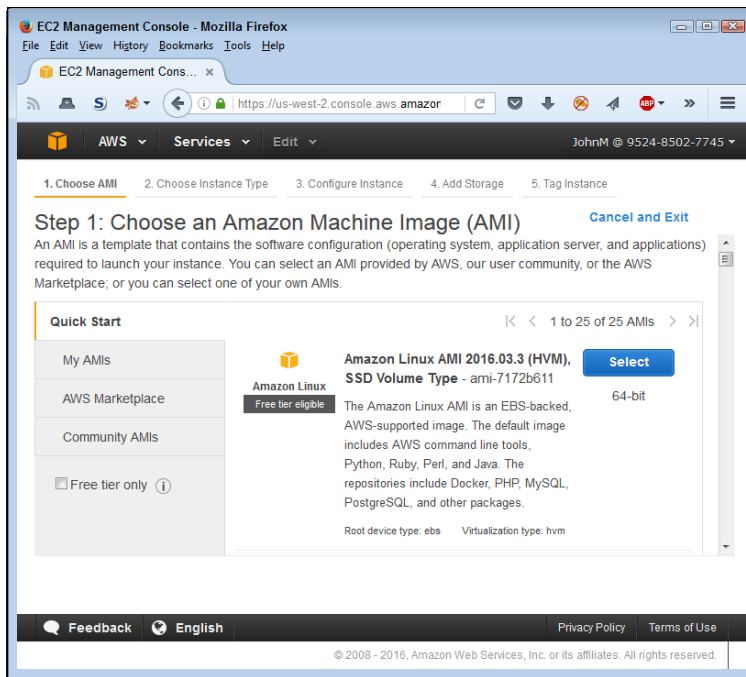 EC2 Management Console - Mozilla Firefox
File Edit View History Bookmarks Tools Help
EC2 Management Cons... ×
S) https://us-west-2.console.aws.amazon ABP »
AWS Services Edit JohnM @ 9524-8502-7745
1. Choose AMI 2. Choose Instance Type 3. Configure Instance 4. Add Storage 5. Tag Instance
Step 1: Choose an Amazon Machine Image (AMI) Cancel and Exit
An AMI is a template that contains the software configuration (operating system, application server, and applications)
required to launch your instance. You can select an AMI provided by AWS, our user community, or the AWS
Marketplace; or you can select one of your own AMIs.
Quick Start
1 to 25 of 25 AMIs
My AMIs
AWS Marketplace
Community AMIs
Free tier only i
Amazon Linux
Free tier eligible
Amazon Linux AMI 2016.03.3 (HVM),
SSD Volume Type - ami-7172b611
The Amazon Linux AMI is an EBS-backed,
AWS-supported image. The default image
includes AWS command line tools,
Python, Ruby, Perl, and Java. The
repositories include Docker, PHP, MySQL,
PostgreSQL, and other packages.
Root device type: ebs Virtualization type: hvm
Select
64-bit
Feedback English Privacy Policy Terms of Use
© 2008 - 2016, Amazon Web Services, Inc. or its affiliates. All rights reserved.